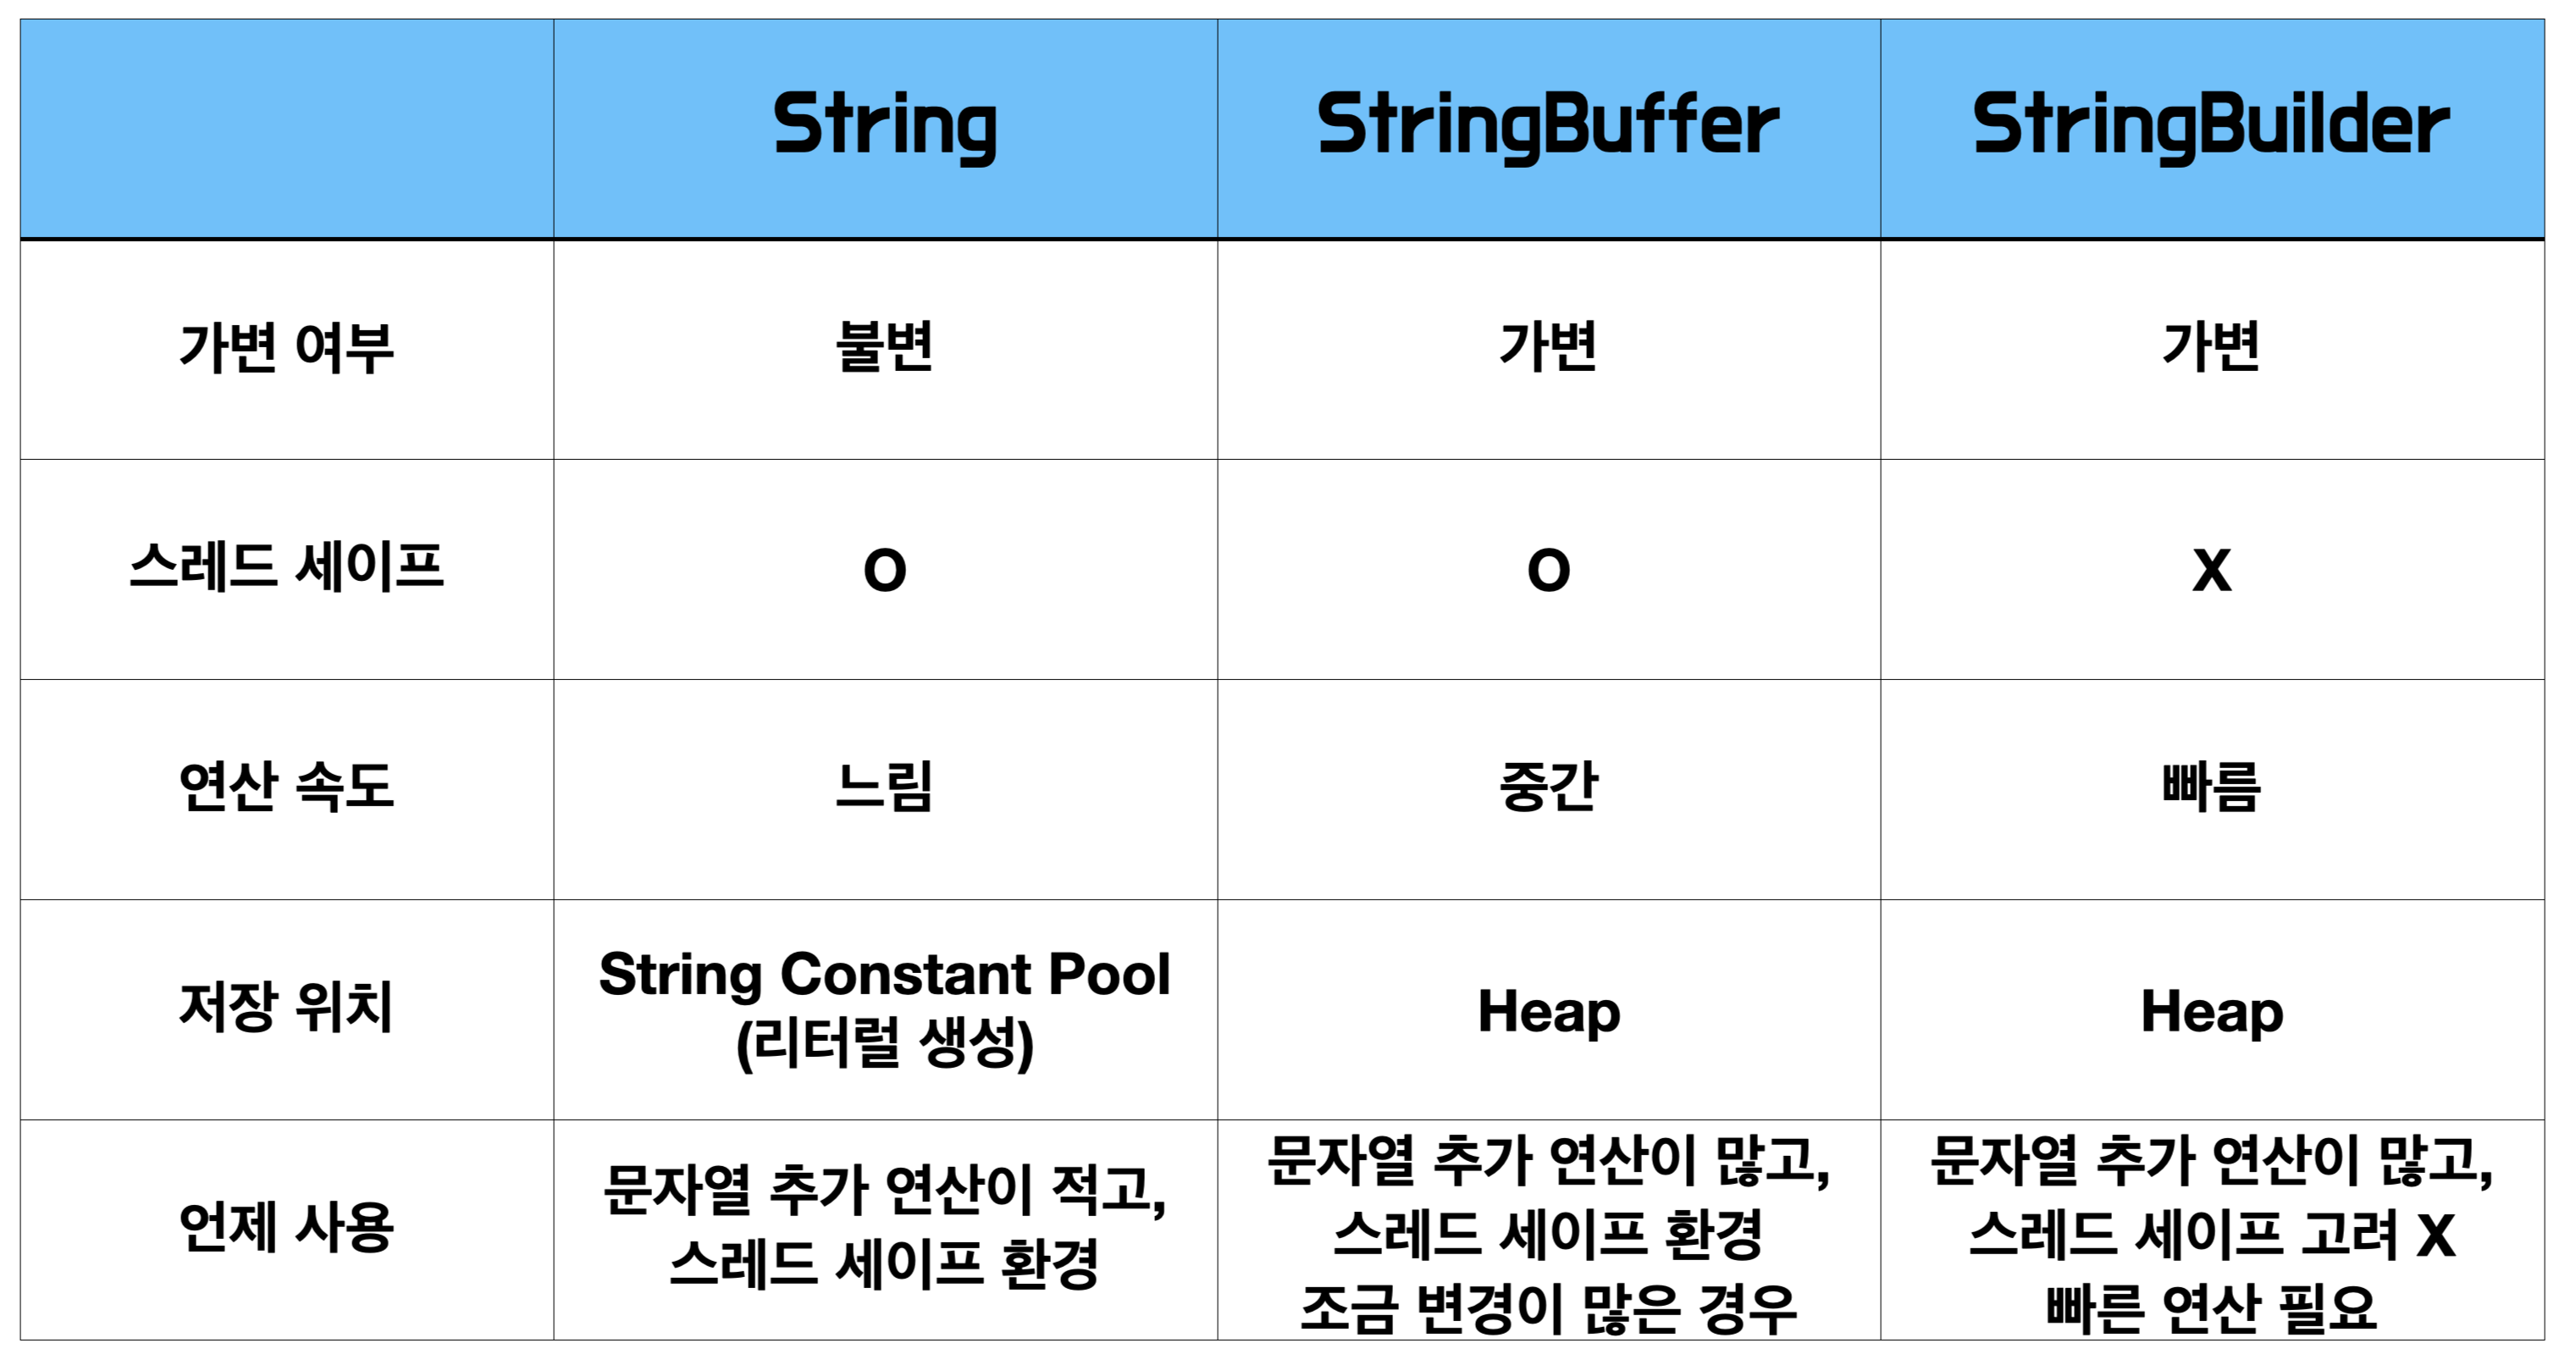 String StringBuffer StringBuilder
가변 여부 불변 가변 가변
스레드 세이프 O O X
연산 속도 느림 중간 빠름
저장 위치
String Constant Pool
(리터럴 생성)
Heap
Heap
언제 사용
문자열 추가 연산이 적고,
스레드 세이프 환경
문자열 추가 연산이 많고,
스레드 세이프 환경
조금 변경이 많은 경우
문자열 추가 연산이 많고,
스레드 세이프 고려 X
빠른 연산 필요